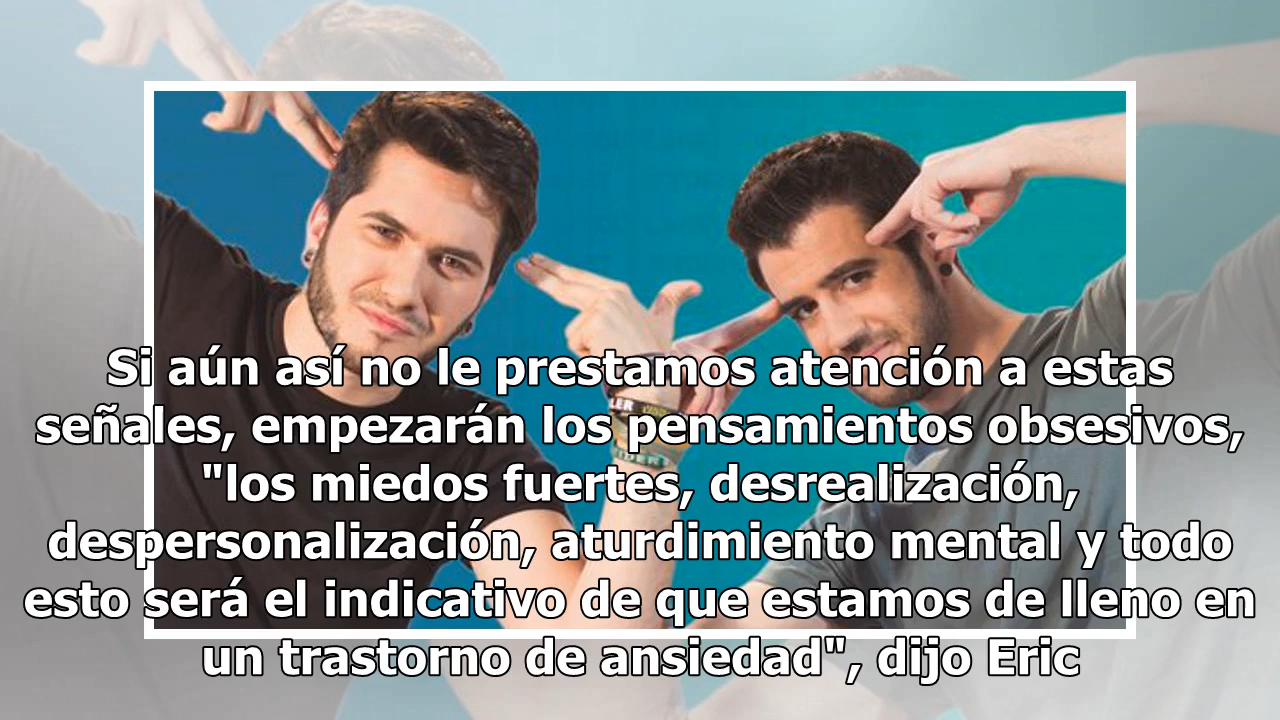 Si aún así no le prestamos atención a estas
señales, empezarán los pensamientos obsesivos,
"los miedos fuertes, desrealización,
despersonalización, aturdimiento mental y todo
esto será el indicativo de que estamos de lleno en
un trastorno de ansiedad", dijo Eric